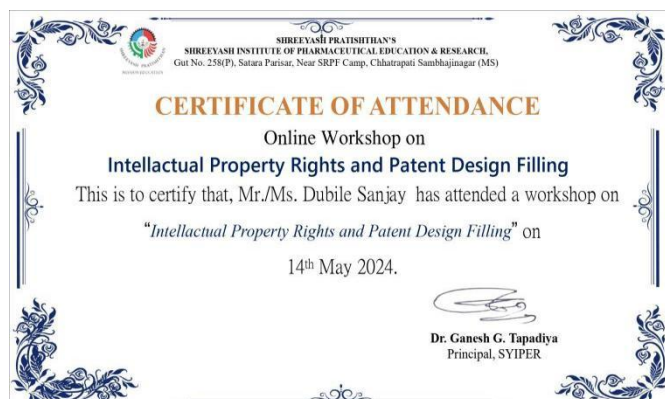 SHREEYASH PRATISHTHAN'S
SHREEYASH INSTITUTE OF PHARMACEUTICAL EDUCATION & RESEARCH,
Gut No. 258(P), Satara Parisar, Near SRPF Camp, Chhatrapati Sambhajinagar (MS)
CERTIFICATE OF ATTENDANCE
Online Workshop on
Intellactual Property Rights and Patent Design Filling
This is to certify that, Mr./Ms. Dubile Sanjay has attended a workshop on
“Intellactual Property Rights and Patent Design Filling” on
14th May 2024.
Dr. Ganesh G. Tapadiya
Principal, SYIPER